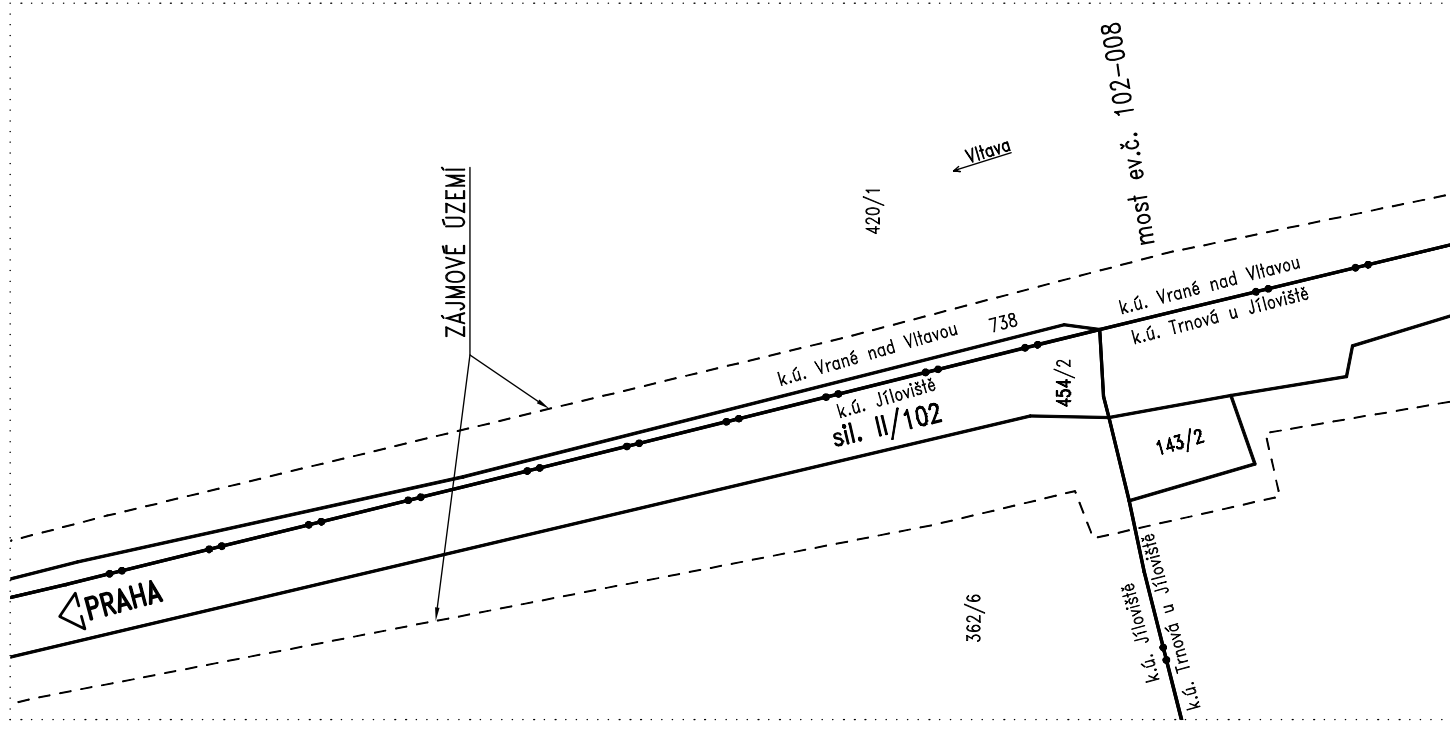 most ev.č. 102-008
Vltava
ZÁJMOVÉ ÚZEMÍ
420/1
k.ú. Vrané nad Vltavou
k.ú. Trnová u Jíloviště
738
k.ú. Vrané nad Vltavou
k.ú. Jíloviště
sil. II/102
454/2
143/2
PRAHA
362/6
k.ú. Jíloviště
k.ú. Trnová u Jíloviště